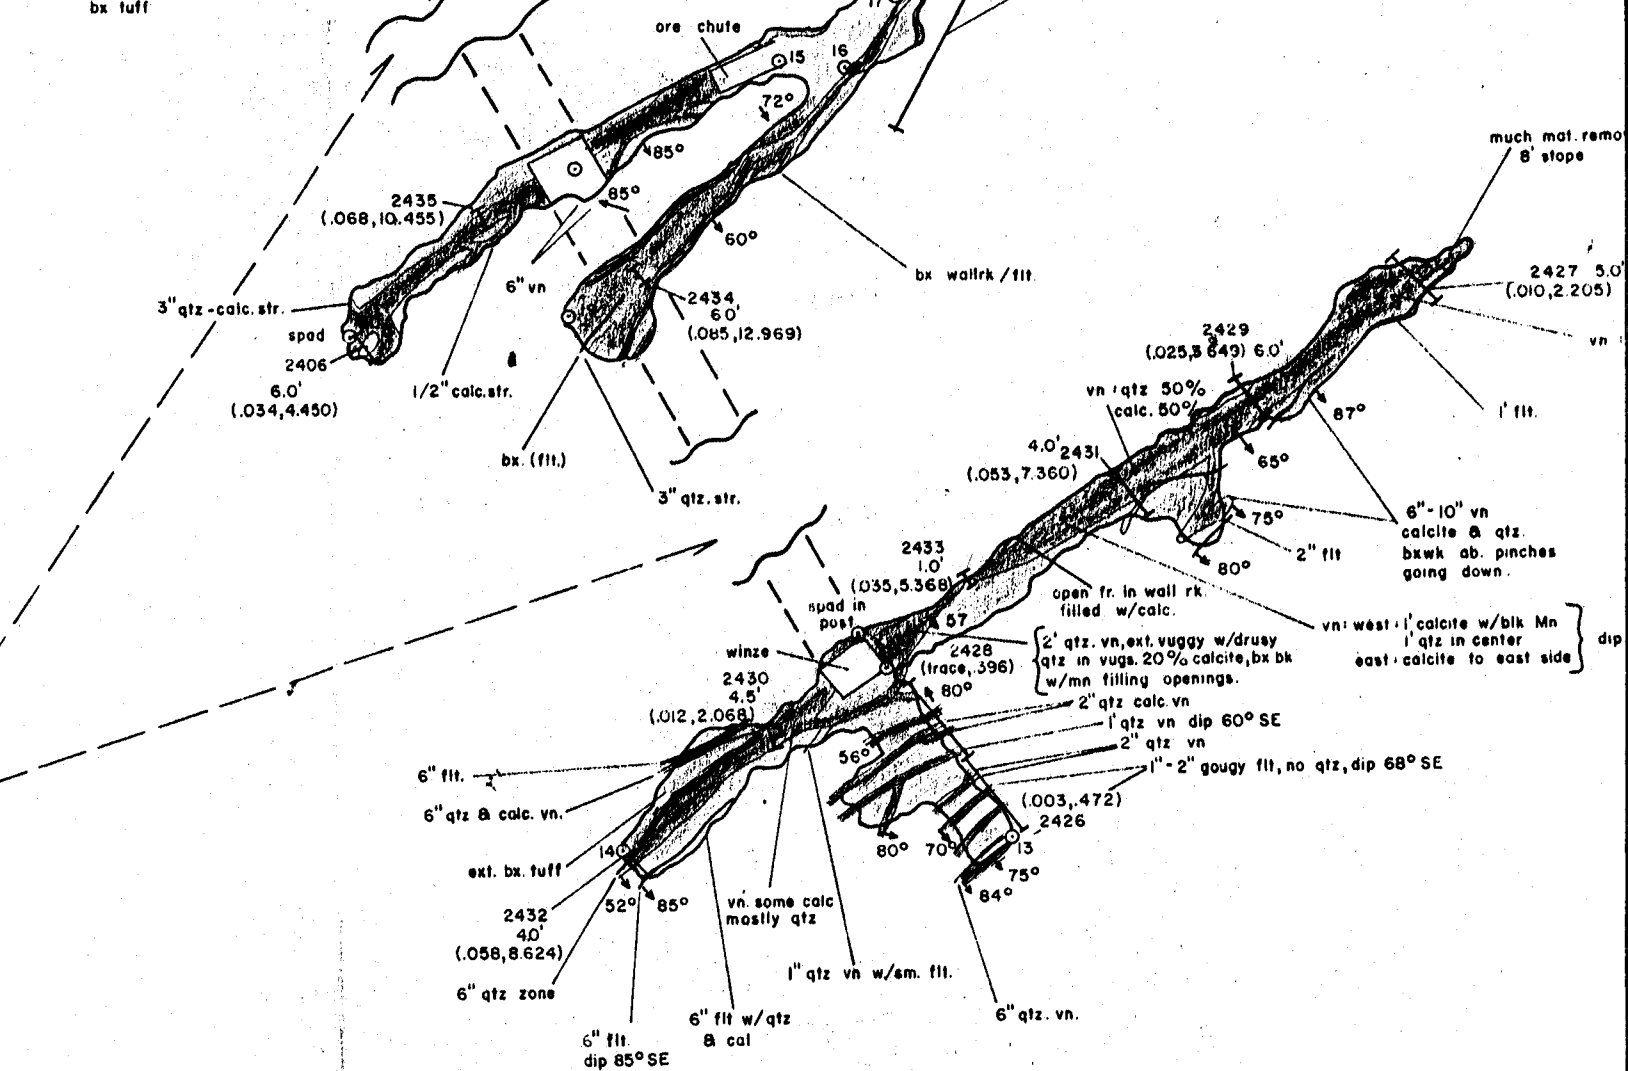 bx tuff
ore chute
17
15
16
72°
85°
85°
2435
(.068,10.455)
60°
6" vn
bx wallrk / flt.
3" qtz-calc. str.
spad
2406
6.0'
(.034,4.450)
1/2" calc. str.
2434
6.0'
(.085,12.969)
bx. (flt.)
3" qtz. str.
much mat. remo
8' stope
2427 5.0'
(.010,2.205)
vn
2429
(.025,3.649) 6.0'
vn : qtz 50%
calc. 50%
87°
1' flt.
4.0' 2431
(.053,7.360)
65°
75°
2" flt
80°
6"-10" vn
calcite & qtz.
bxwk ab. pinches
going down.
2433
1.0'
(.035,5.368)
spad in
post
open fr. in wall rk.
filled w/calc.
57
vn: west: 1' calcite w/blk Mn
1' qtz in center
east: calcite to east side
dip
winze
2428
(trace,.396)
2' qtz. vn, ext. vuggy w/drusy
qtz in vugs. 20% calcite, bx bk
w/mn filling openings.
2430
4.5'
(.012,2.068)
80°
2" qtz calc. vn
1' qtz vn dip 60° SE
2" qtz vn
1"-2" gougy flt, no qtz, dip 68° SE
56°
(.003,.472)
2426
6" flt.
6" qtz & calc. vn.
14
80°
70°
13
75°
84°
ext. bx. tuff
52°
85°
vn. some calc
mostly qtz
2432
4.0'
(.058,8.624)
6" qtz zone
1" qtz vn w/sm. flt.
6" qtz. vn.
6" flt w/qtz
& cal
6" flt.
dip 85° SE